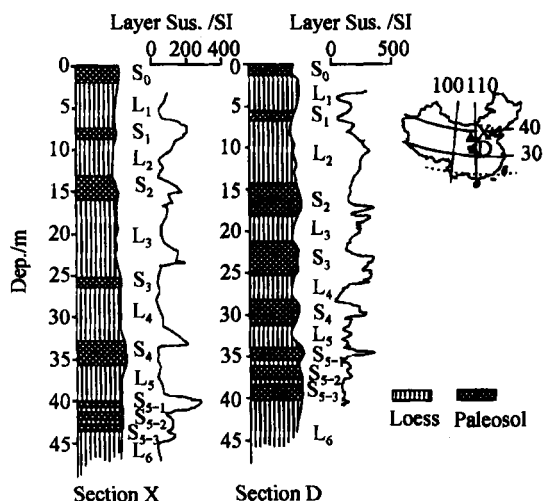 Layer Sus. /SI
0 200 400
Layer Sus. /SI
0 500
Dep./m
0
5
10
15
20
25
30
35
40
45
S0
L1
S1
L2
S2
L3
S3
L4
S4
L5
S5-1
S5-2
S5-3
L6
Section X
0
5
10
15
20
25
30
35
40
45
S0
L1
S1
L2
S2
L3
S3
L4
S4
L5
S5-1
S5-2
S5-3
L6
Section D
100 110
X
40
D
30
Loess
Paleosol